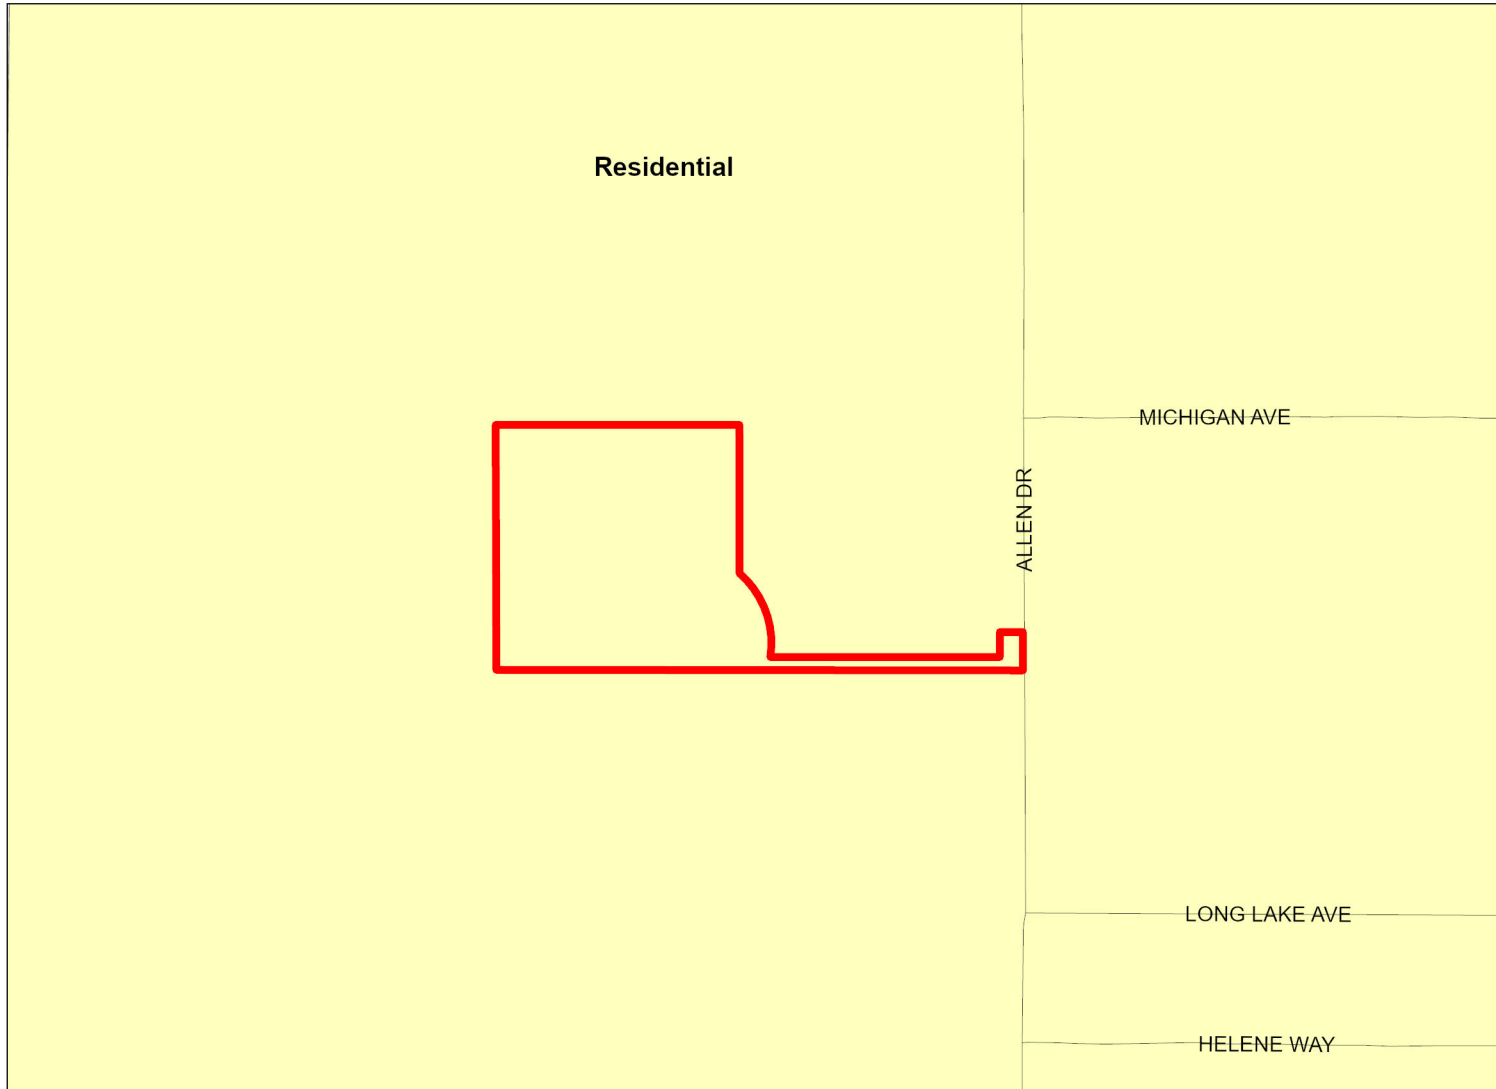 Residential
MICHIGAN AVE
ALLEN DR
LONG LAKE AVE
HELENE WAY